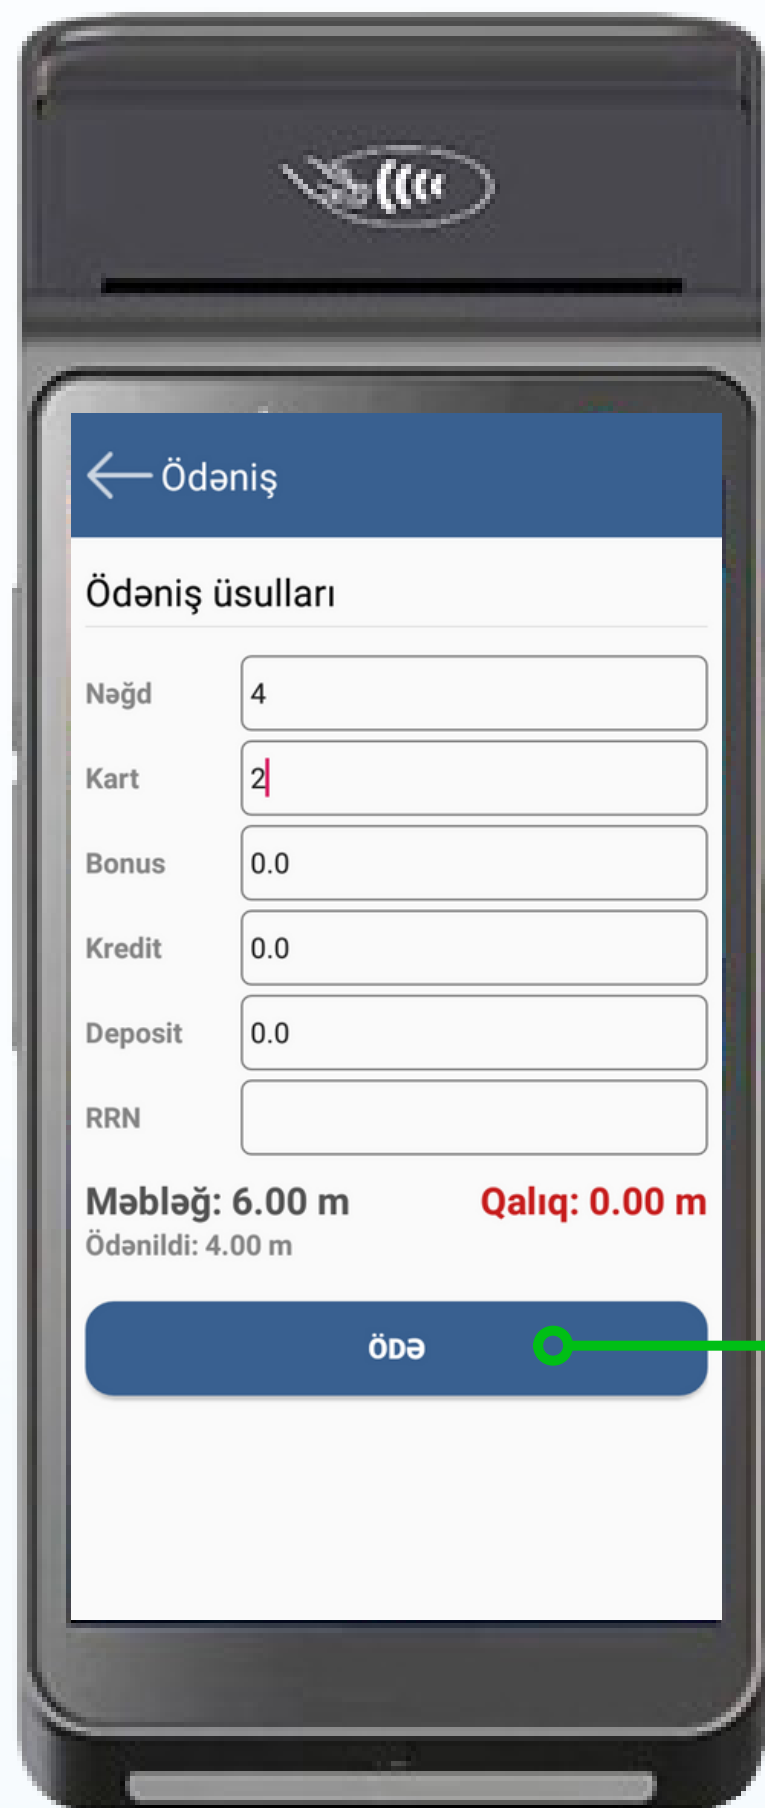 Ödəniş
Ödəniş üsulları
Nəğd 4
Kart 2
Bonus 0.0
Kredit 0.0
Deposit 0.0
RRN
Məbləğ: 6.00 m Qalıq: 0.00 m
Ödənildi: 4.00 m
ÖDƏ